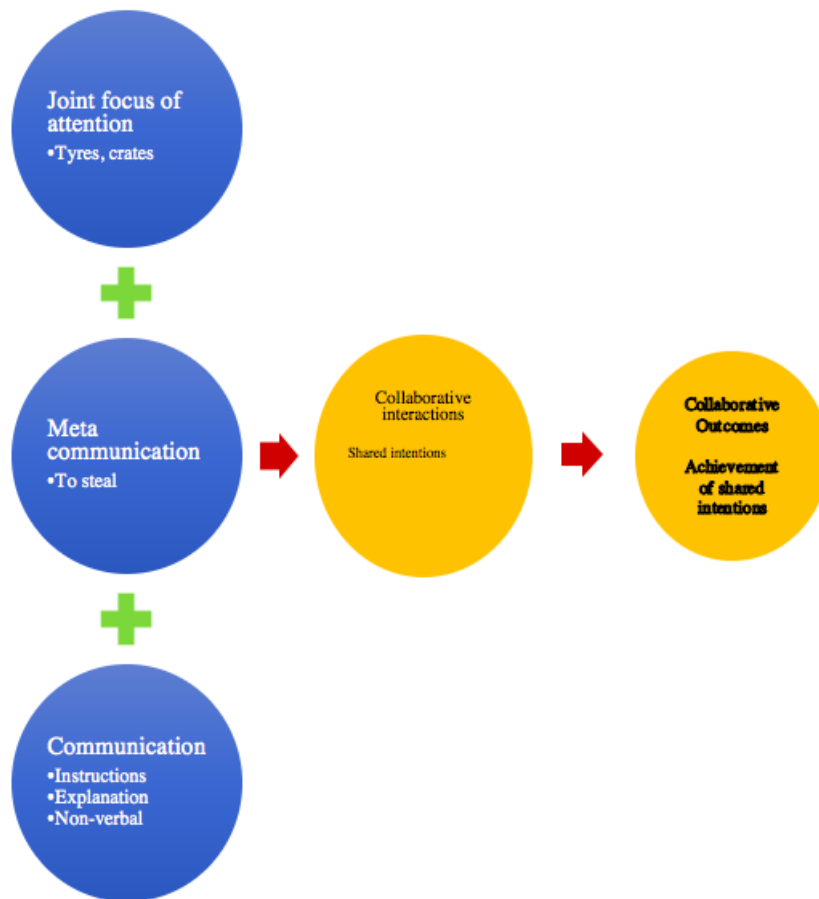 Joint focus of
attention
•Tyres, crates
Meta
communication
•To steal
Collaborative
interactions
Shared intentions
Collaborative
Outcomes
Achievement
of shared
intentions
Communication
•Instructions
•Explanation
•Non-verbal